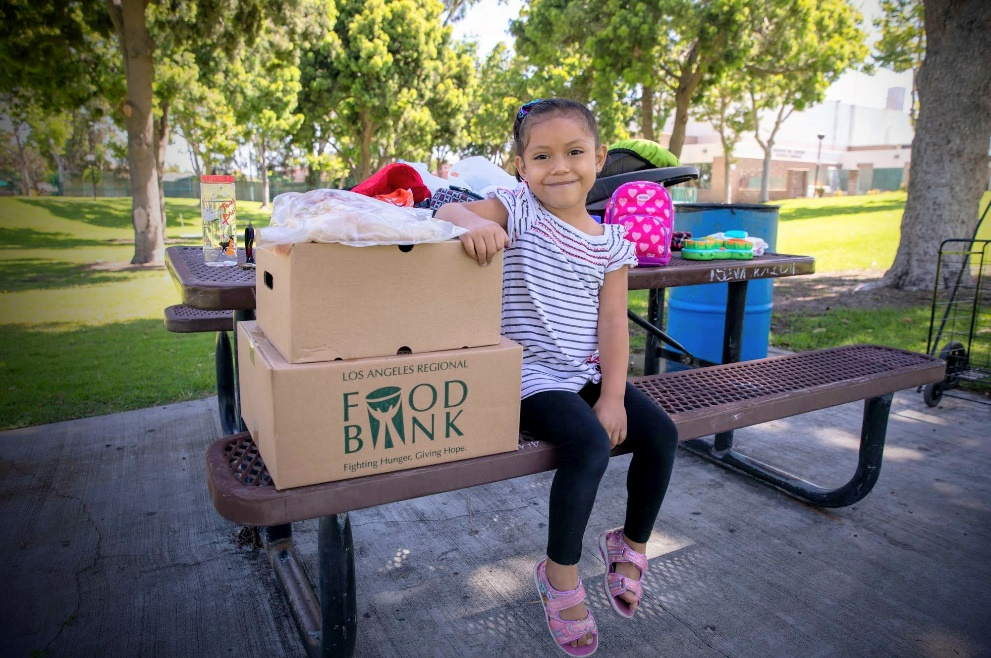 LOS ANGELES REGIONAL
FOOD
BANK
Fighting Hunger, Giving Hope.